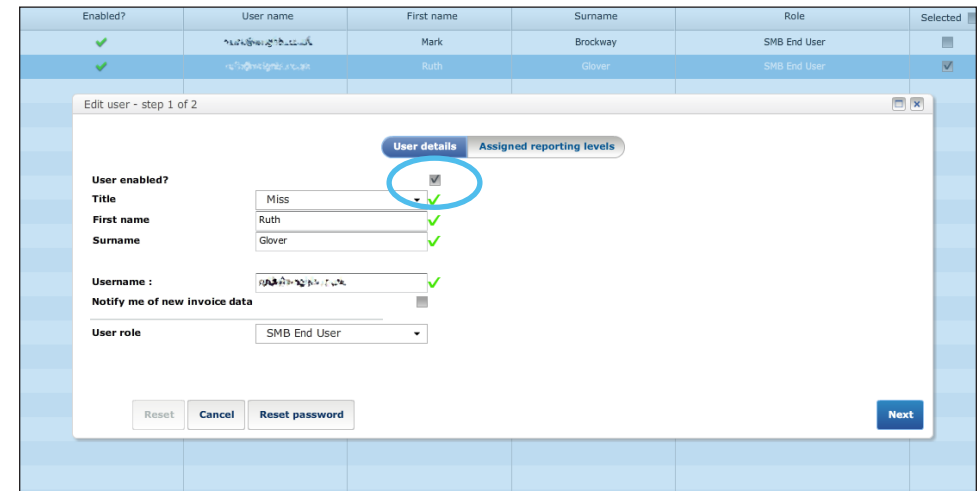 Enabled? User name First name Surname Role Selected
Mark Brockway SMB End User
Ruth Glover SMB End User
Edit user - step 1 of 2
User details Assigned reporting levels
User enabled?
Title Miss
First name Ruth
Surname Glover
Username :
Notify me of new invoice data
User role SMB End User
Reset Cancel Reset password Next